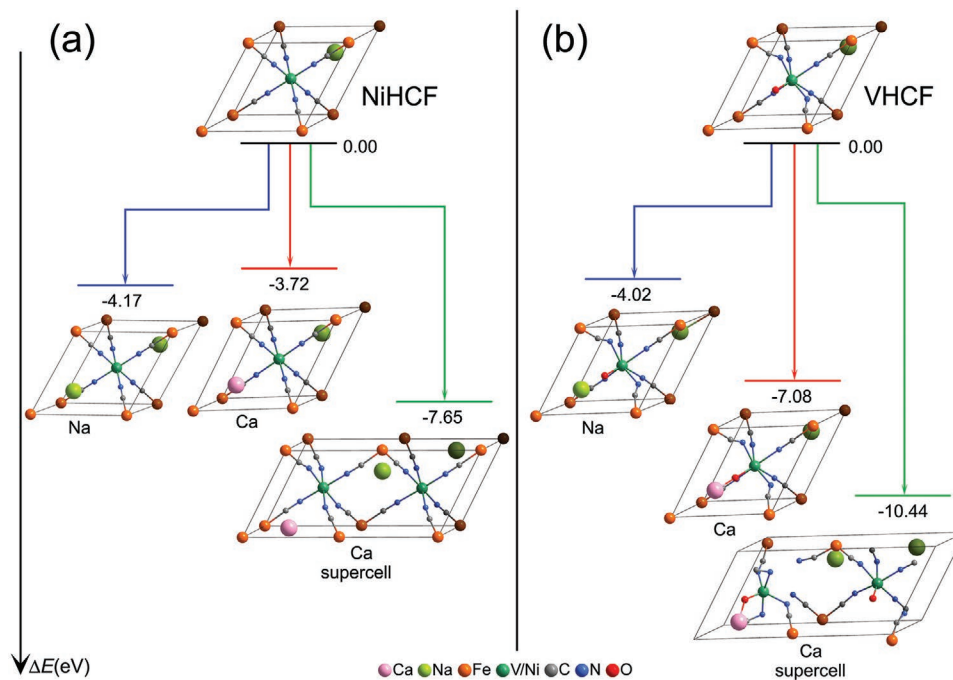 (a)
NiHCF
0.00
-4.17
-3.72
-7.65
Na
Ca
Ca
supercell
(b)
VHCF
0.00
-4.02
-7.08
-10.44
Na
Ca
Ca
supercell
ΔE(eV)
Ca Na Fe V/Ni C N O